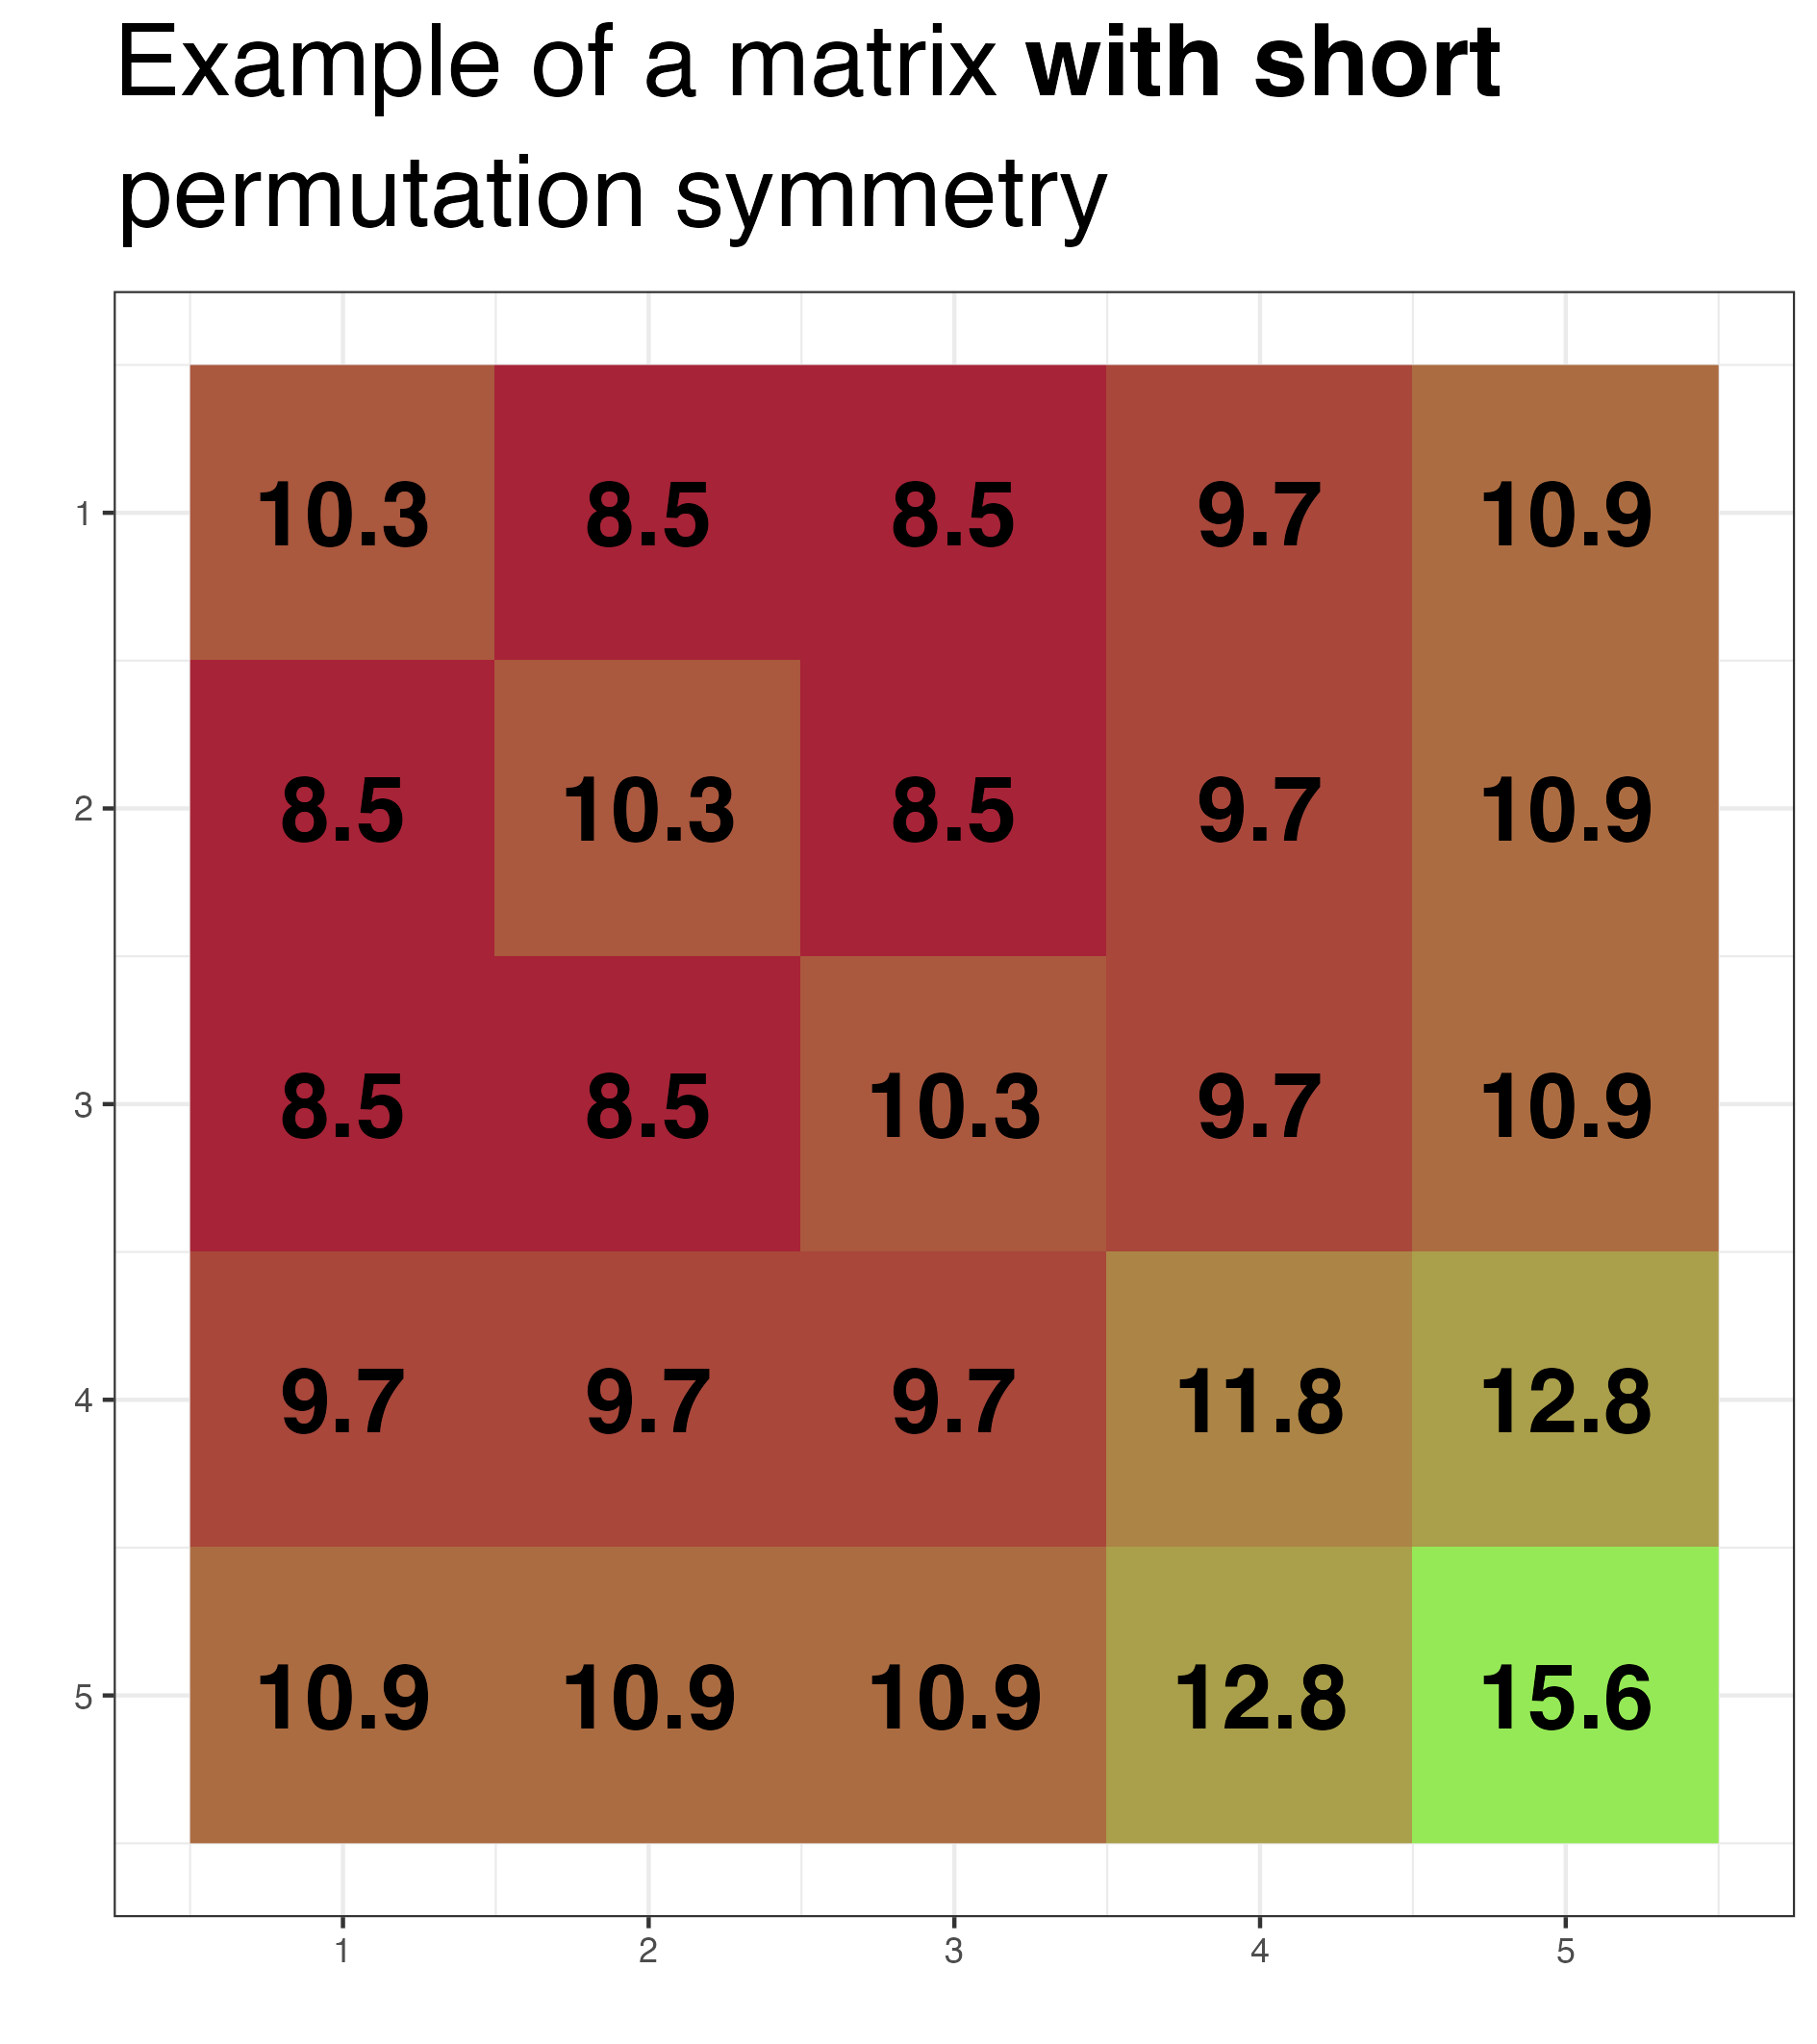 Example of a matrix with short
permutation symmetry
1 10.3 8.5 8.5 9.7 10.9
2 8.5 10.3 8.5 9.7 10.9
3 8.5 8.5 10.3 9.7 10.9
4 9.7 9.7 9.7 11.8 12.8
5 10.9 10.9 10.9 12.8 15.6
1 2 3 4 5